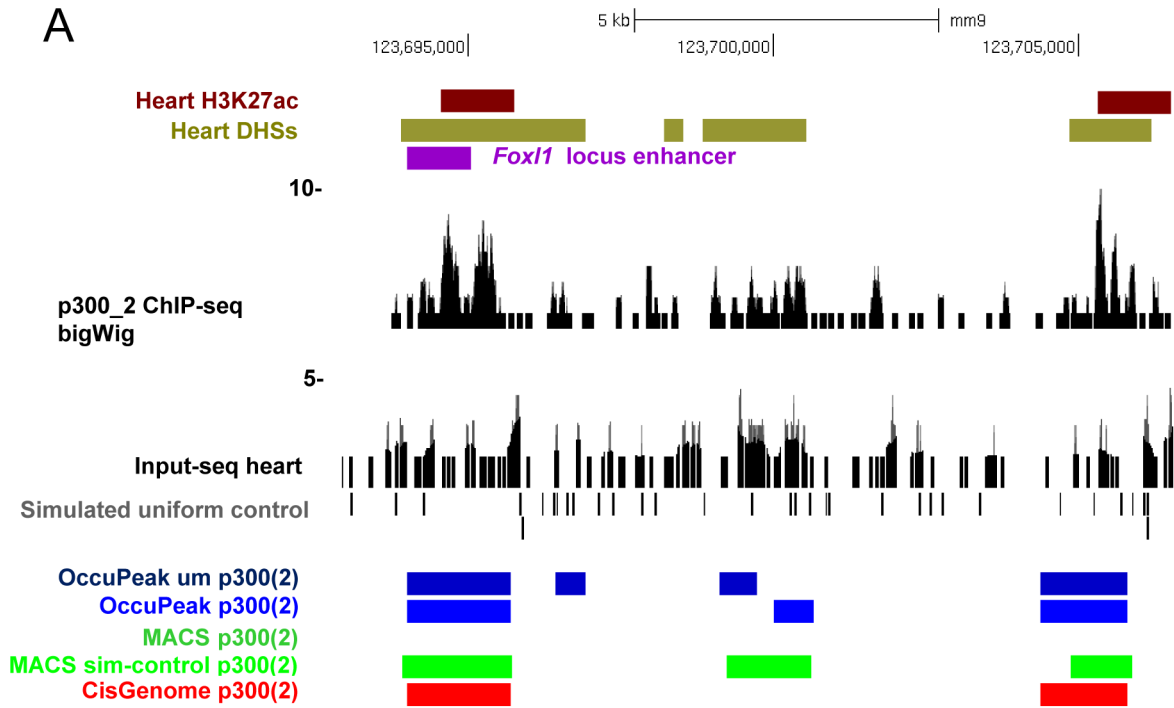 A
5 kb mm9
123,695,000 123,700,000 123,705,000
Heart H3K27ac
Heart DHSs
Foxl1 locus enhancer
10-
p300_2 ChIP-seq
bigWig
5-
Input-seq heart
Simulated uniform control
OccuPeak um p300(2)
OccuPeak p300(2)
MACS p300(2)
MACS sim-control p300(2)
CisGenome p300(2)